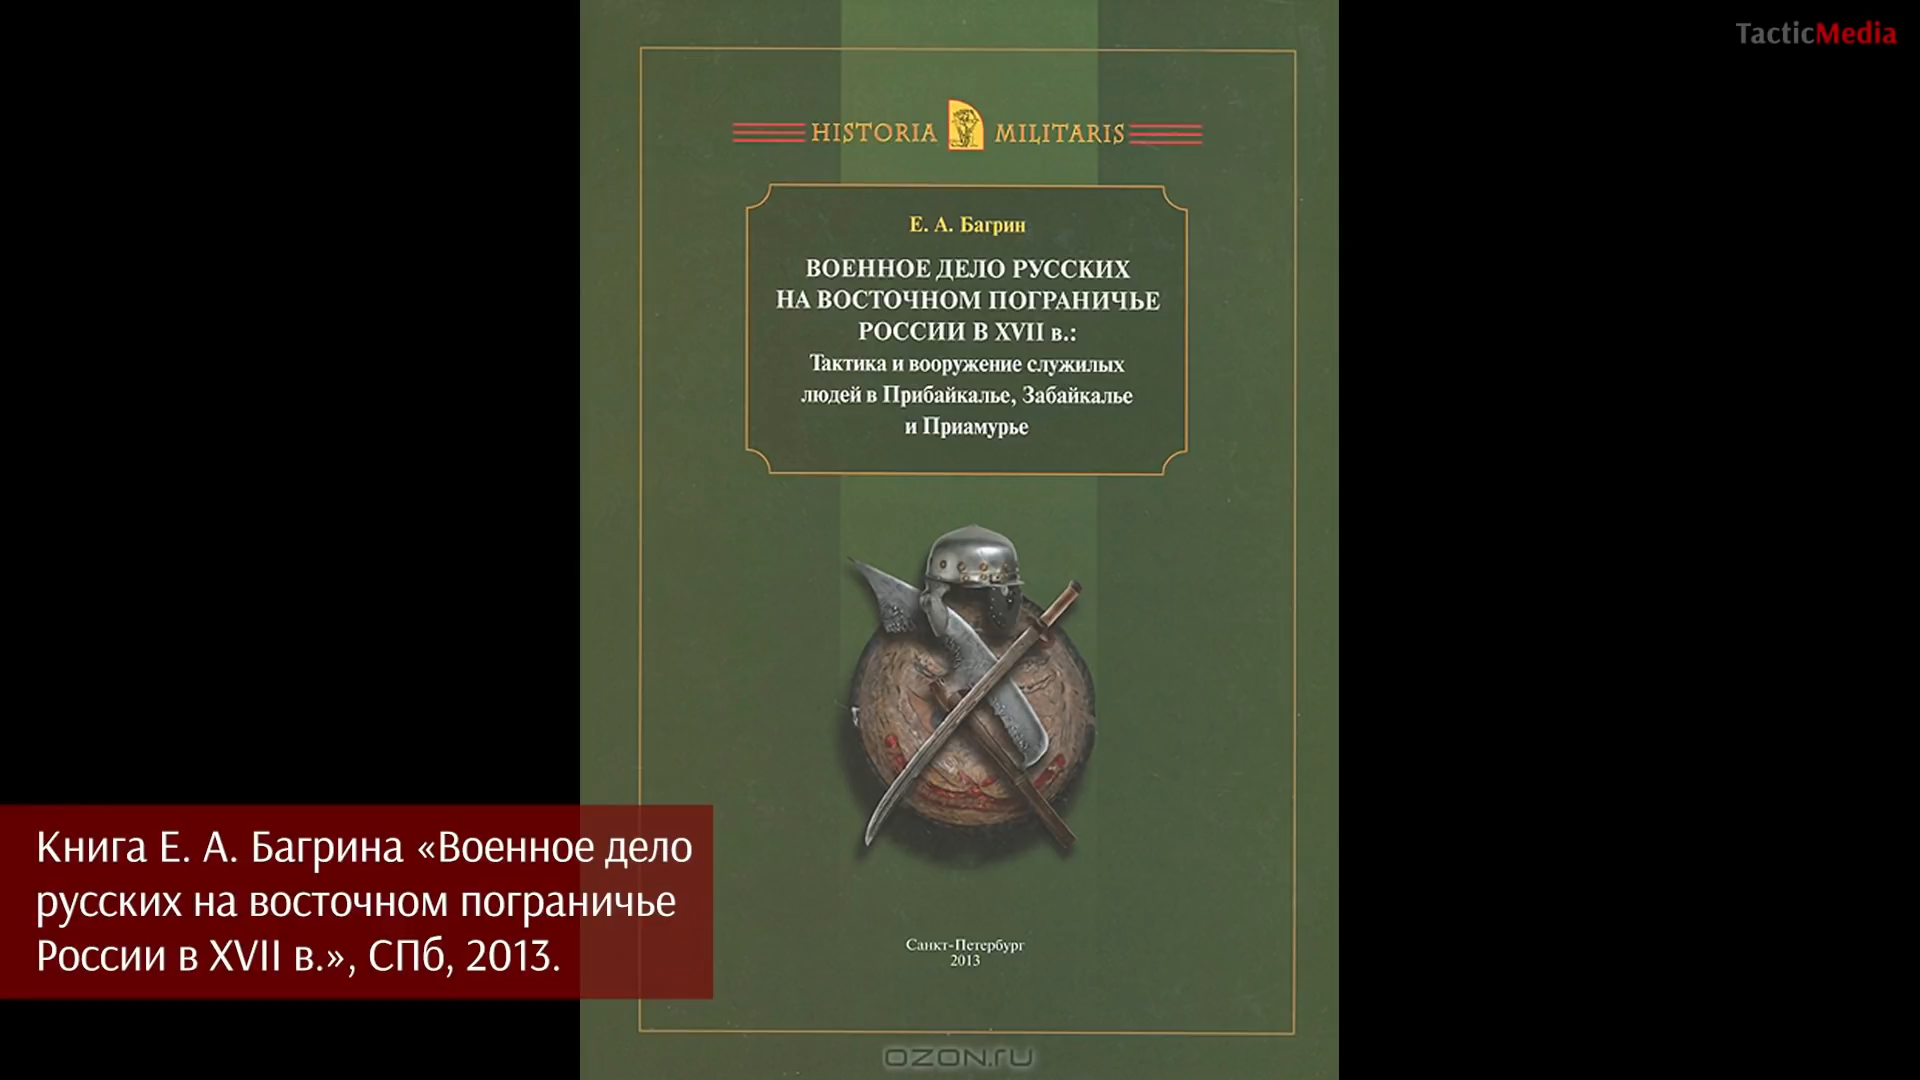 TacticMedia
HISTORIA MILITARIS
Е. А. Багрин
ВОЕННОЕ ДЕЛО РУССКИХ
НА ВОСТОЧНОМ ПОГРАНИЧЬЕ
РОССИИ В XVII в.:
Тактика и вооружение служилых
людей в Прибайкалье, Забайкалье
и Приамурье
Санкт-Петербург
2013
Книга Е. А. Багрина «Военное дело
русских на восточном пограничье
России в XVII в.», СПб, 2013.
OZON.RU